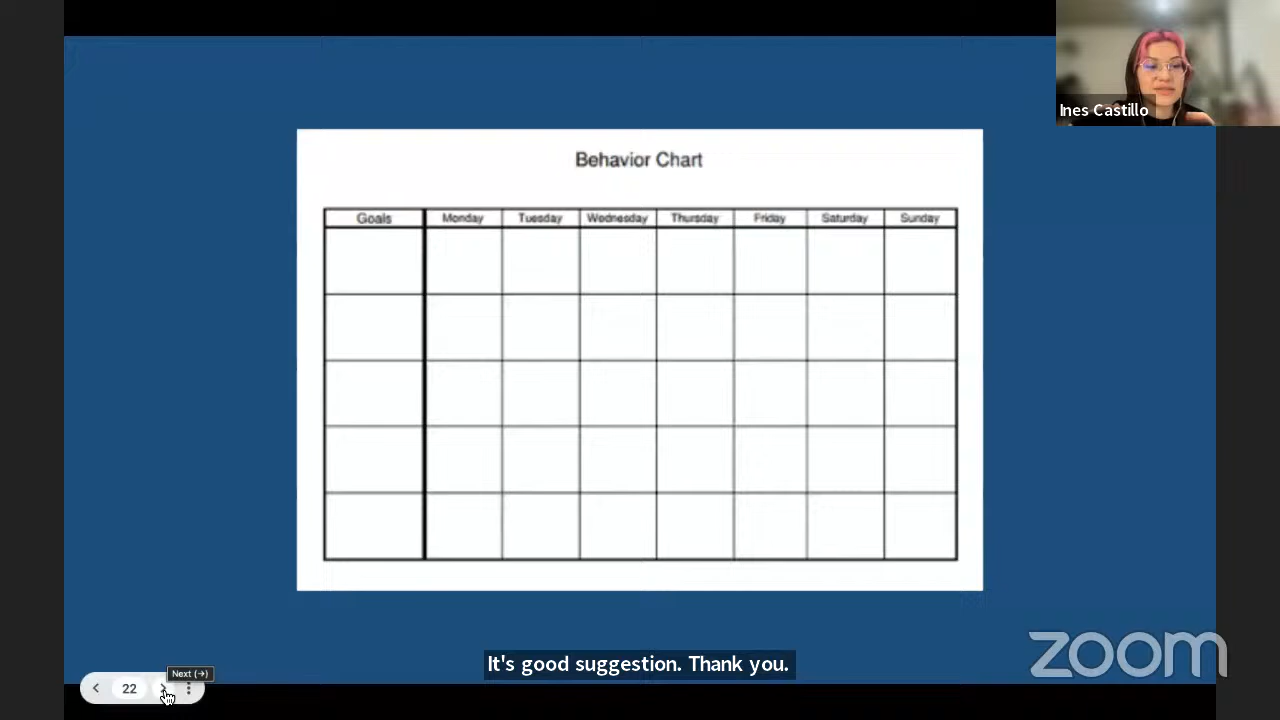 Ines Castillo
Behavior Chart
Goals Monday Tuesday Wednesday Thursday Friday Saturday Sunday
It's good suggestion. Thank you.
zoom
Next (→)
22